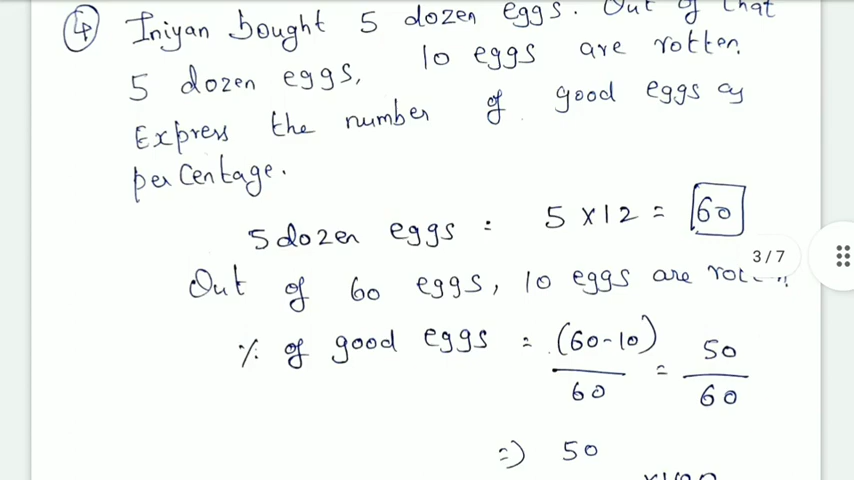 ④ Iniyan bought 5 dozen eggs. Out of that
5 dozen eggs, 10 eggs are rotten.
Express the number of good eggs as
percentage.
5 dozen eggs = 5 × 12 = 60
3/7
Out of 60 eggs, 10 eggs are rotten.
% of good eggs = (60-10)/60 = 50/60
=> 50